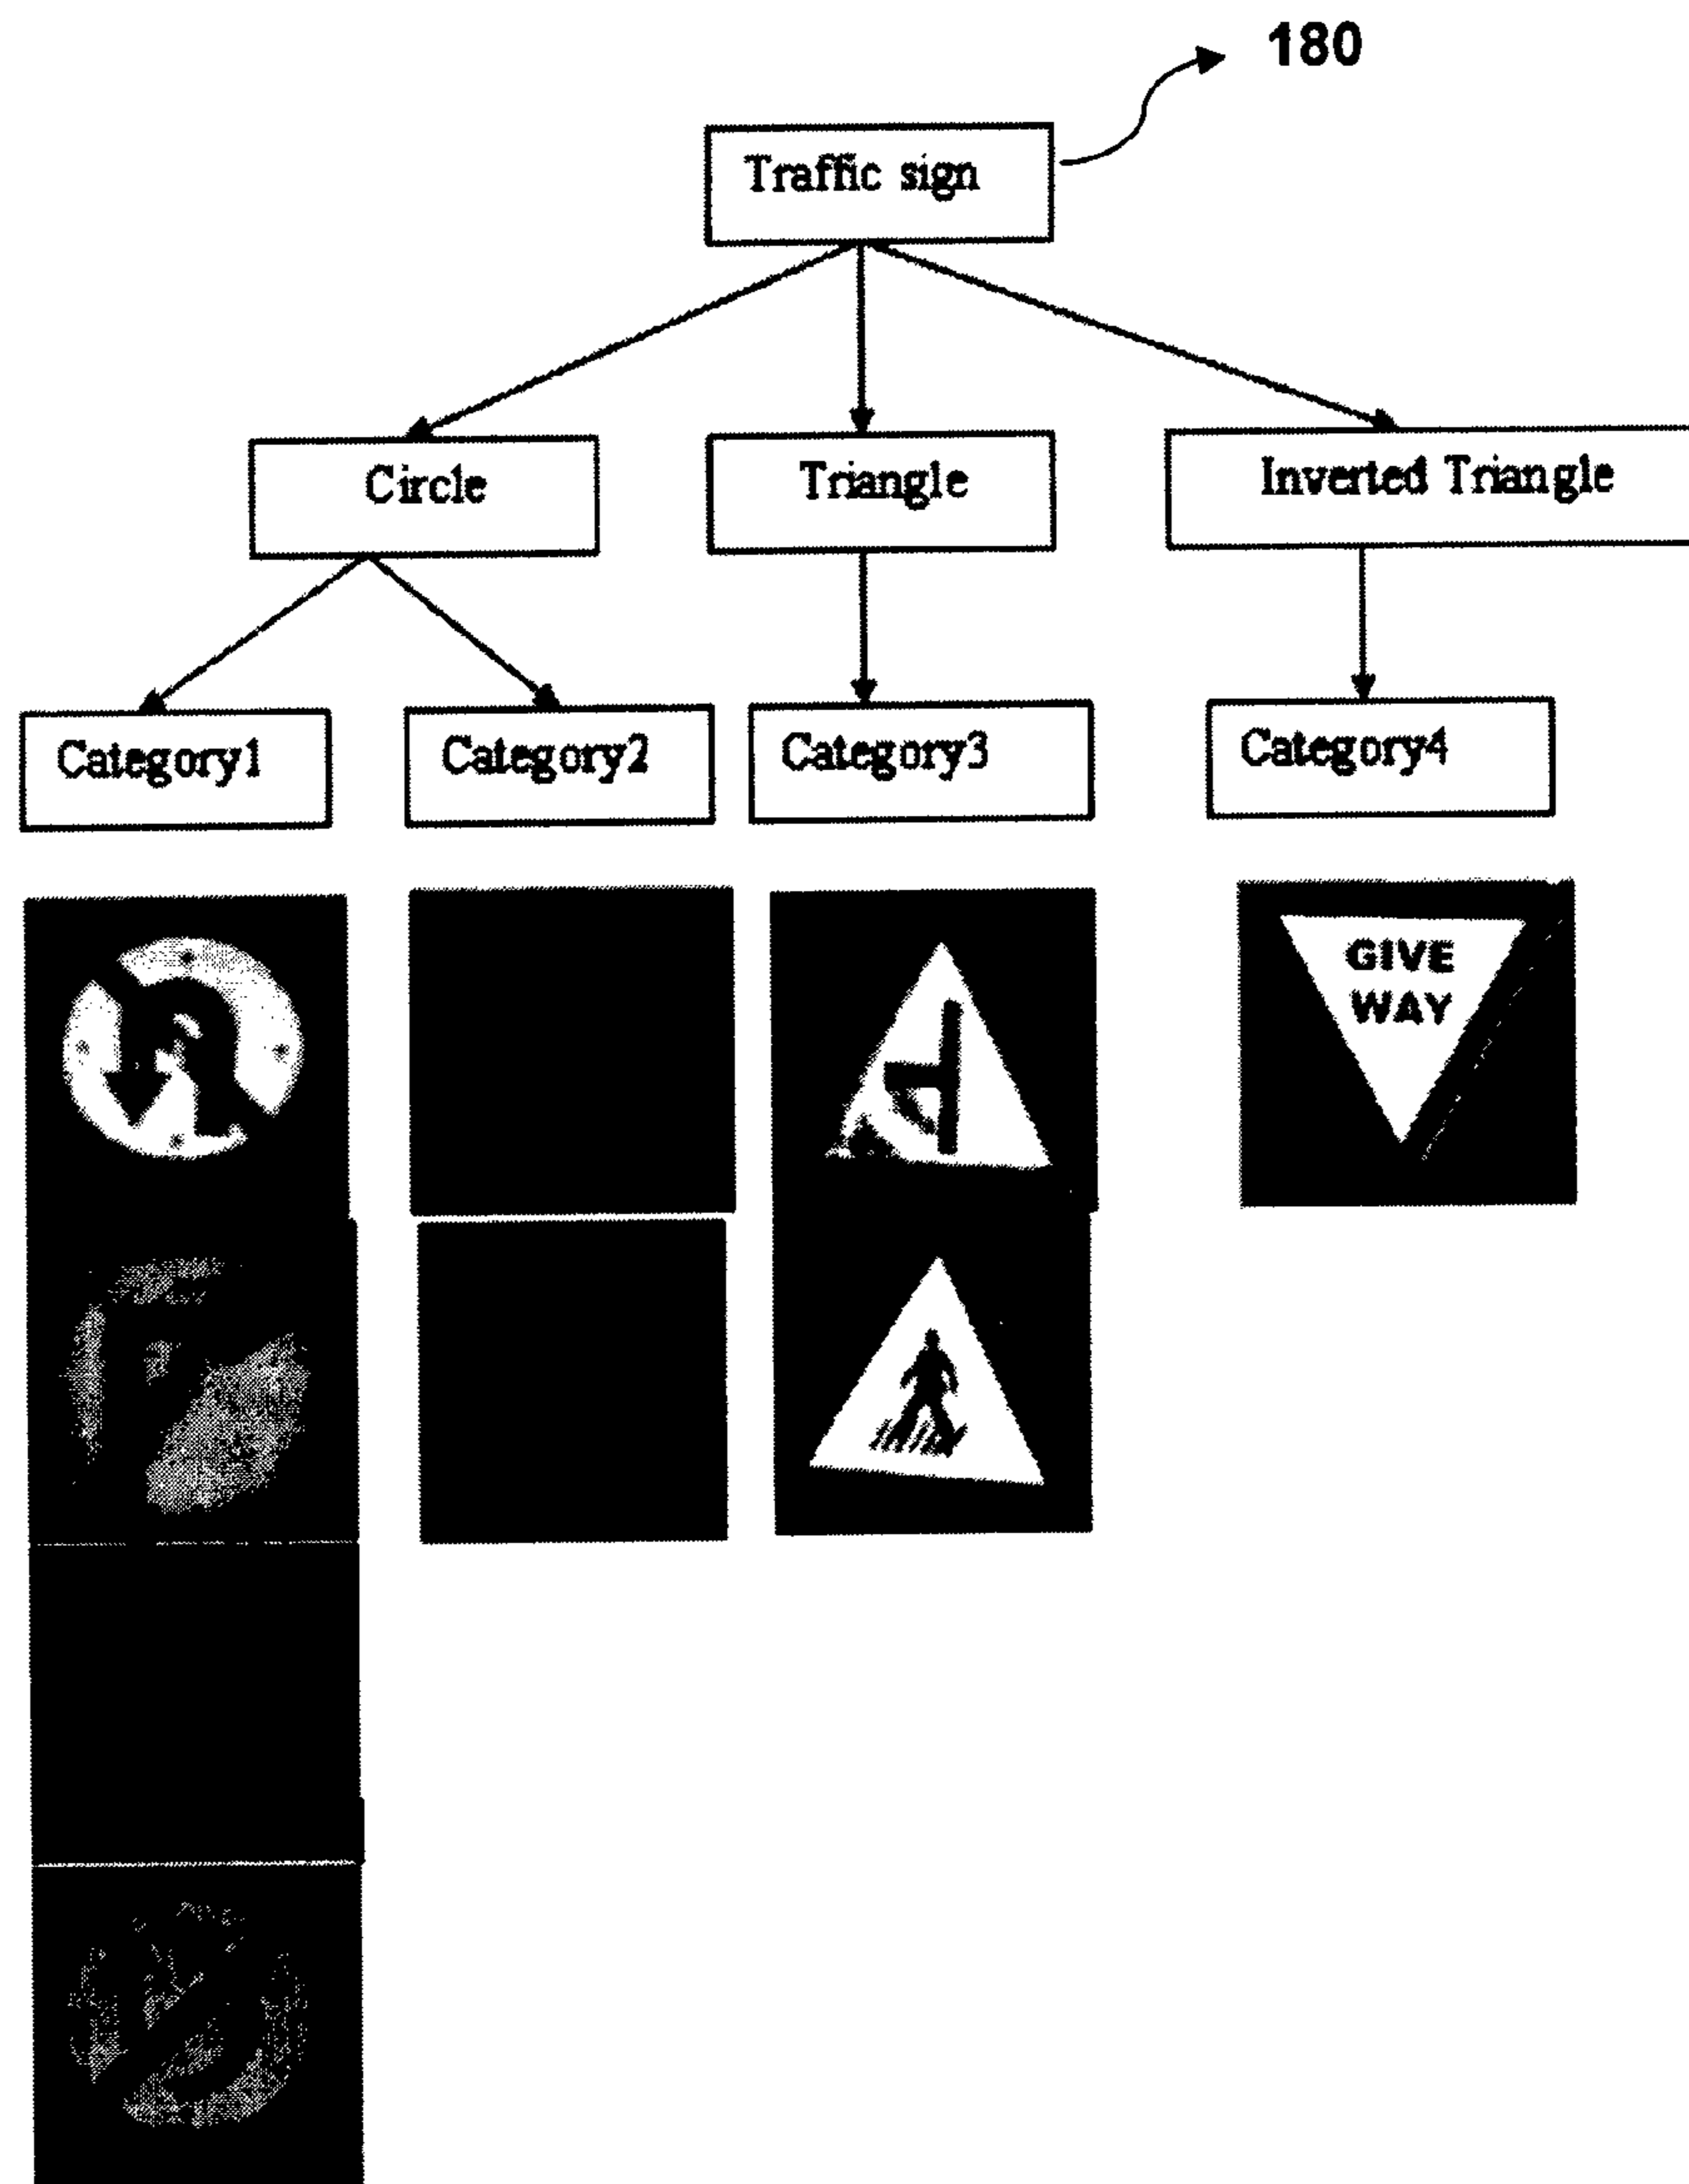 180
Traffic sign
Circle
Triangle
Inverted Triangle
Category1
Category2
Category3
Category4
GIVE
WAY